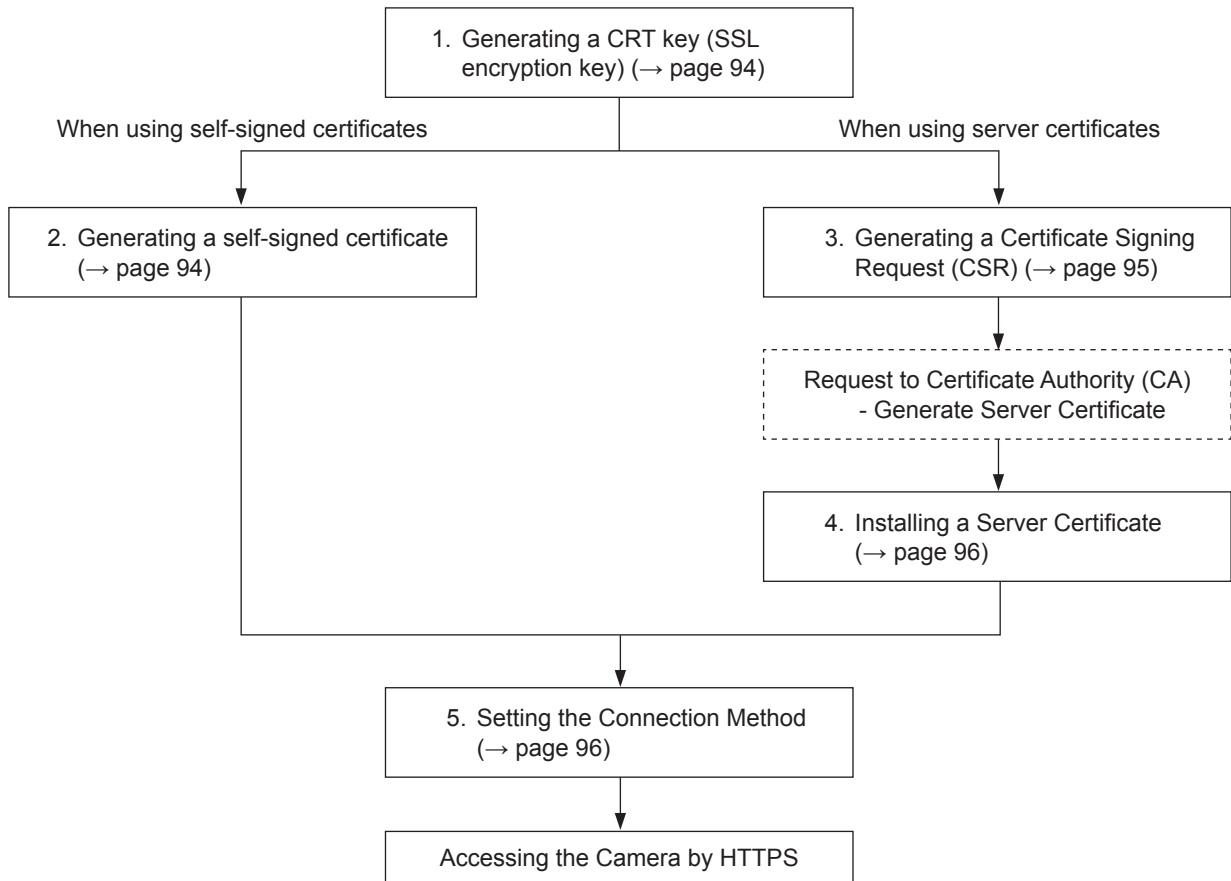 1. Generating a CRT key (SSL
encryption key) (→ page 94)
When using self-signed certificates
When using server certificates
2. Generating a self-signed certificate
(→ page 94)
3. Generating a Certificate Signing
Request (CSR) (→ page 95)
Request to Certificate Authority (CA)
- Generate Server Certificate
4. Installing a Server Certificate
(→ page 96)
5. Setting the Connection Method
(→ page 96)
Accessing the Camera by HTTPS